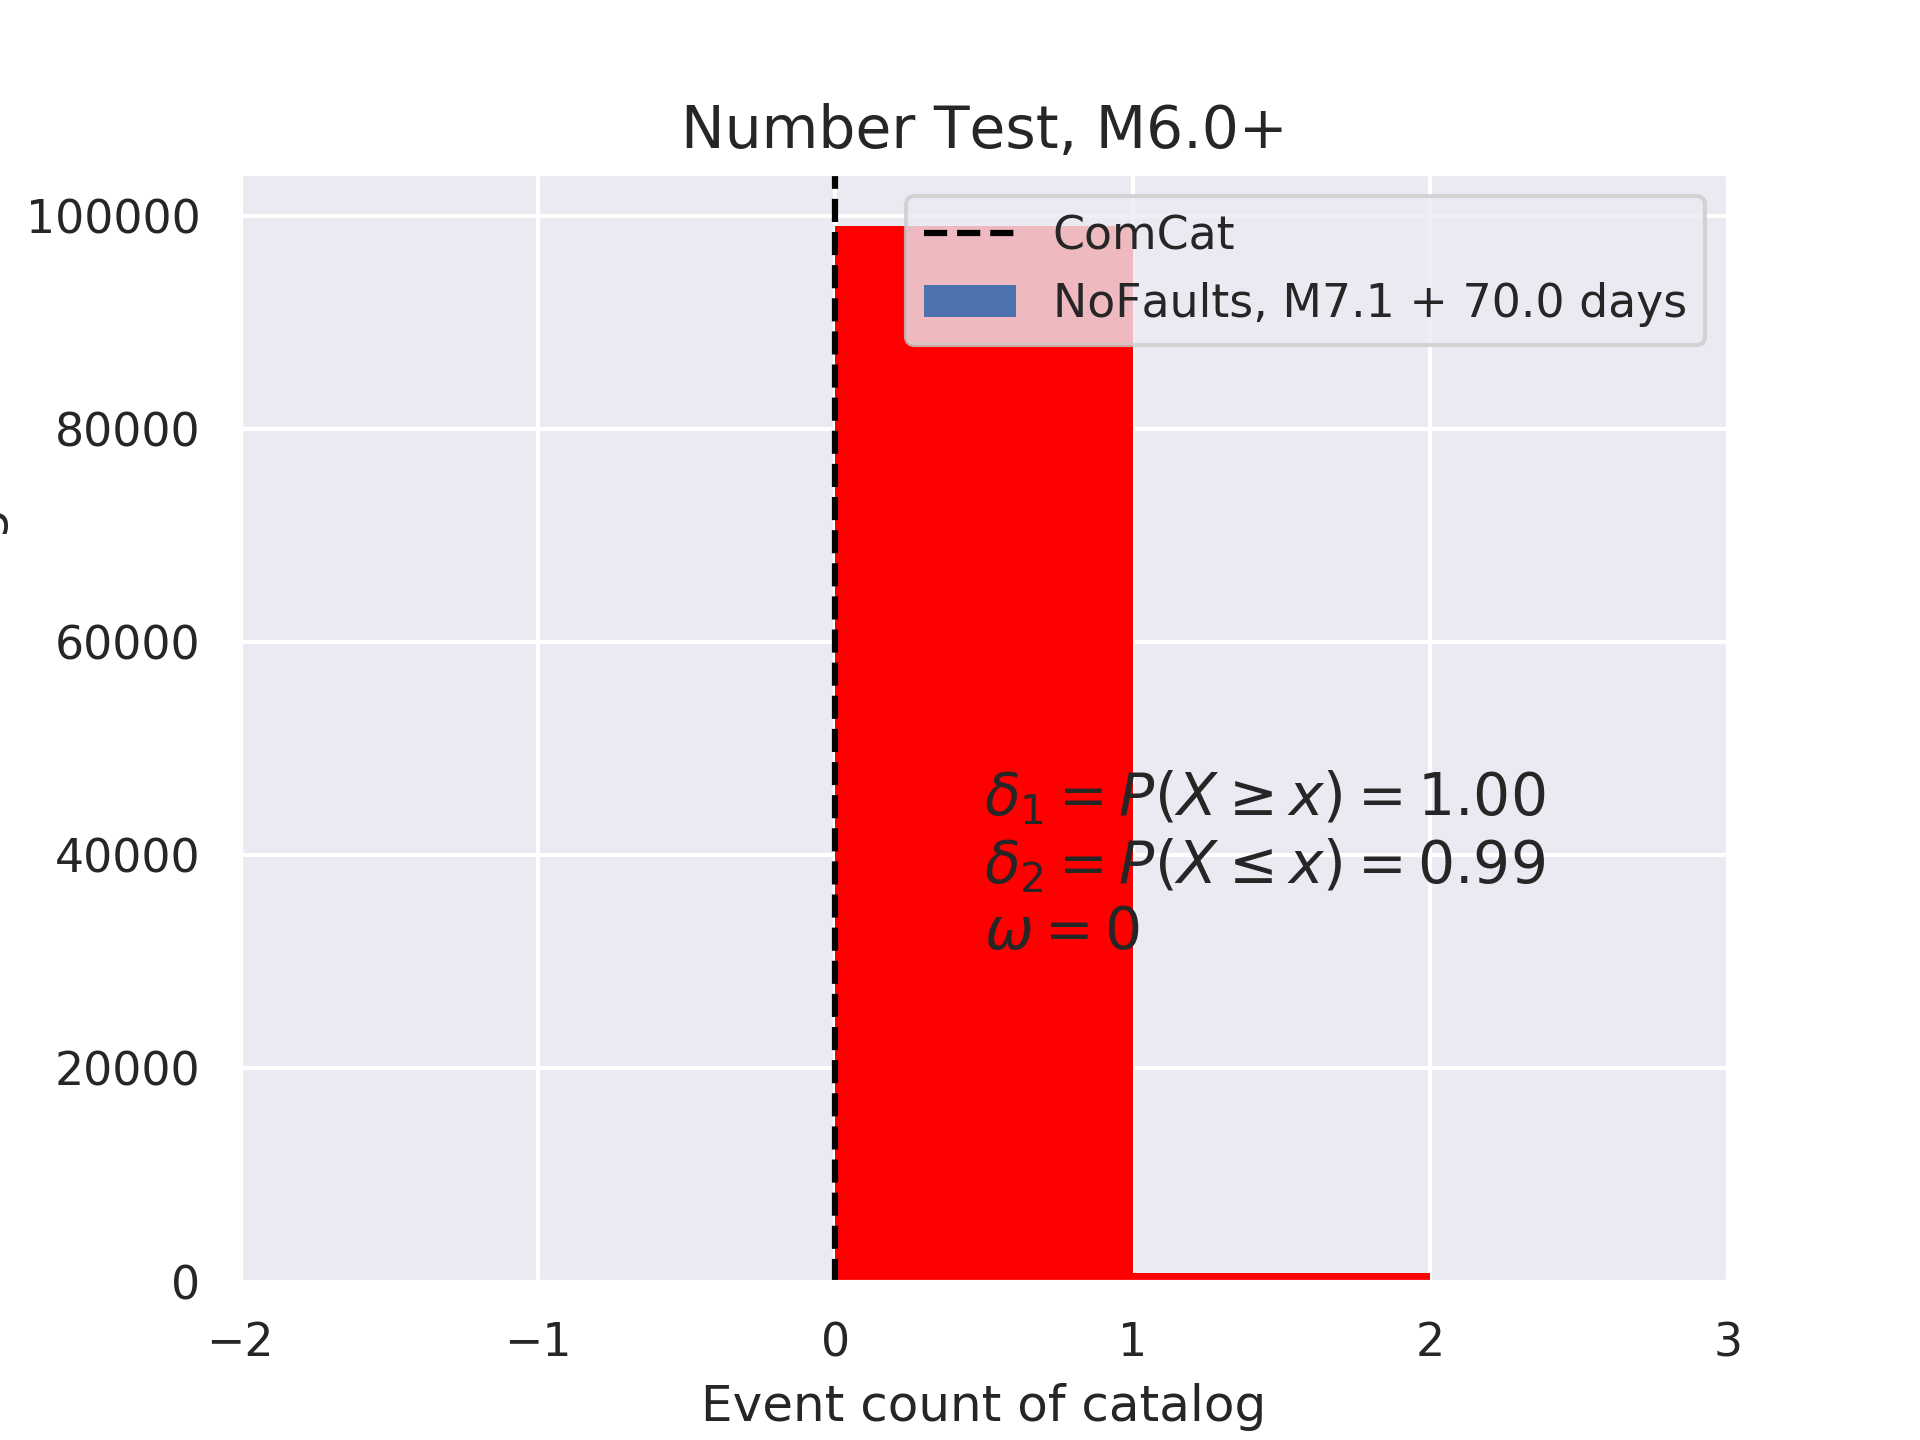 Number Test, M6.0+
100000
80000
60000
40000
20000
0
ComCat
NoFaults, M7.1 + 70.0 days
δ₁ = P(X ≥ x) = 1.00
δ₂ = P(X ≤ x) = 0.99
ω = 0
−2 −1 0 1 2 3
Event count of catalog